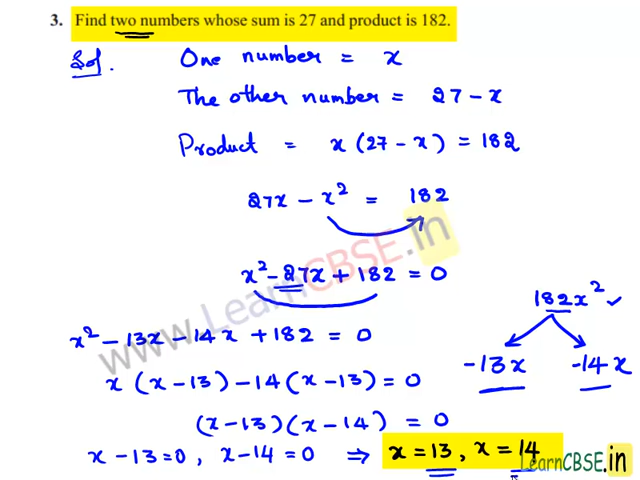 3. Find two numbers whose sum is 27 and product is 182.
Sol. One number = x
The other number = 27 - x
Product = x (27 - x) = 182
27x - x² = 182
x² - 27x + 182 = 0
182x² ✓
-13x -14x
x² - 13x - 14x + 182 = 0
x (x - 13) - 14 (x - 13) = 0
(x - 13) (x - 14) = 0
x - 13 = 0, x - 14 = 0 ⇒ x = 13, x = 14
www.LearnCBSE.in
LearnCBSE.in